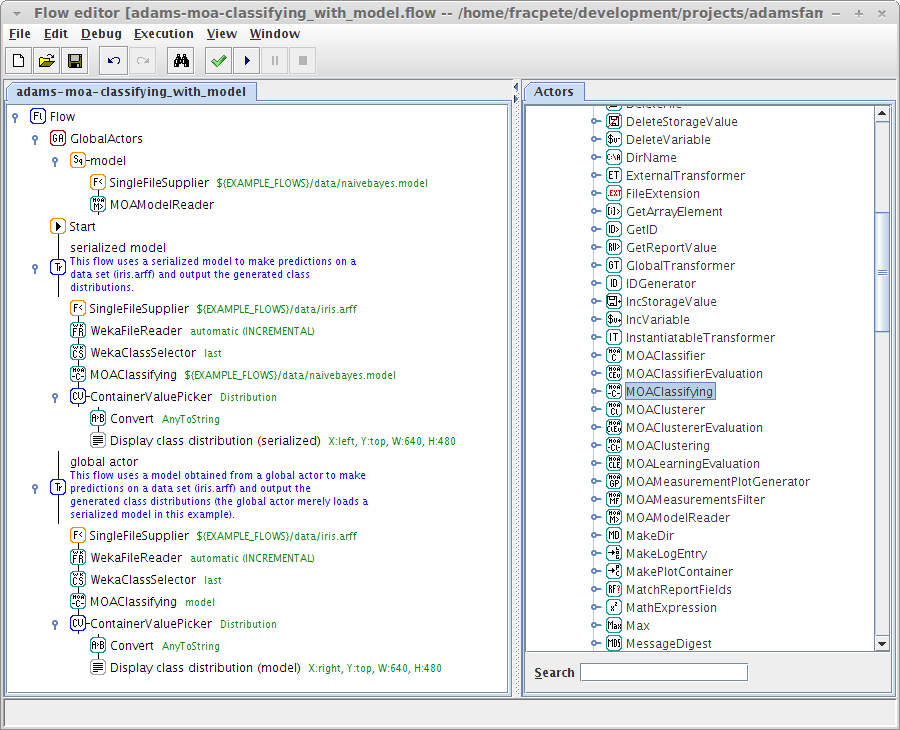 Flow editor [adams-moa-classifying_with_model.flow -- /home/fracpete/development/projects/adamsfam
File Edit Debug Execution View Window
adams-moa-classifying_with_model
Flow
GlobalActors
model
SingleFileSupplier ${EXAMPLE_FLOWS}/data/naivebayes.model
MOAModelReader
Start
serialized model
This flow uses a serialized model to make predictions on a
data set (iris.arff) and output the generated class
distributions.
SingleFileSupplier ${EXAMPLE_FLOWS}/data/iris.arff
WekaFileReader automatic (INCREMENTAL)
WekaClassSelector last
MOAClassifying ${EXAMPLE_FLOWS}/data/naivebayes.model
ContainerValuePicker Distribution
Convert AnyToString
Display class distribution (serialized) X:left, Y:top, W:640, H:480
global actor
This flow uses a model obtained from a global actor to make
predictions on a data set (iris.arff) and output the
generated class distributions (the global actor merely loads a
serialized model in this example).
SingleFileSupplier ${EXAMPLE_FLOWS}/data/iris.arff
WekaFileReader automatic (INCREMENTAL)
WekaClassSelector last
MOAClassifying model
ContainerValuePicker Distribution
Convert AnyToString
Display class distribution (model) X:right, Y:top, W:640, H:480
Actors
DeleteFile
DeleteStorageValue
DeleteVariable
DirName
ExternalTransformer
FileExtension
GetArrayElement
GetID
GetReportValue
GlobalTransformer
IDGenerator
IncStorageValue
IncVariable
InstantiatableTransformer
MOAClassifier
MOAClassifierEvaluation
MOAClassifying
MOAClusterer
MOAClustererEvaluation
MOAClustering
MOALearningEvaluation
MOAMeasurementPlotGenerator
MOAMeasurementsFilter
MOAModelReader
MakeDir
MakeLogEntry
MakePlotContainer
MatchReportFields
MathExpression
Max
MessageDigest
Search